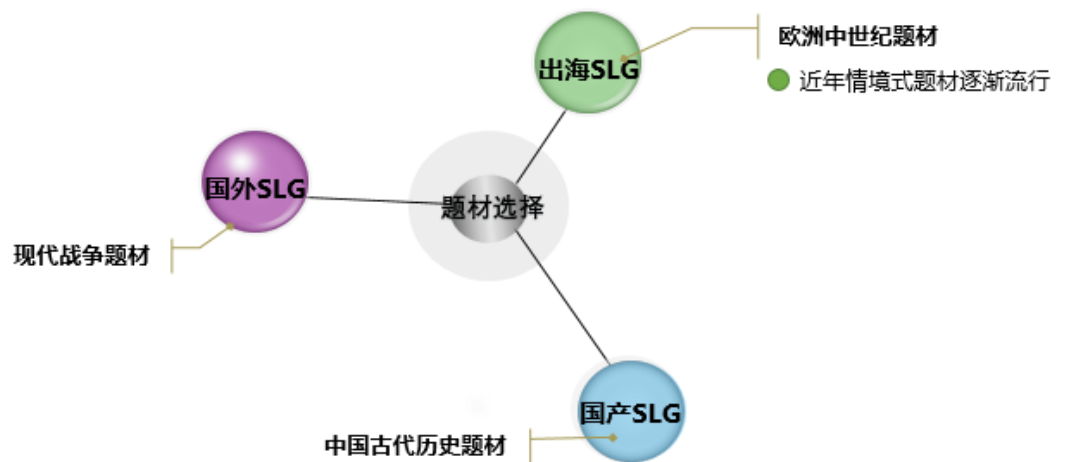 欧洲中世纪题材
出海SLG
近年情境式题材逐渐流行
国外SLG
题材选择
现代战争题材
国产SLG
中国古代历史题材